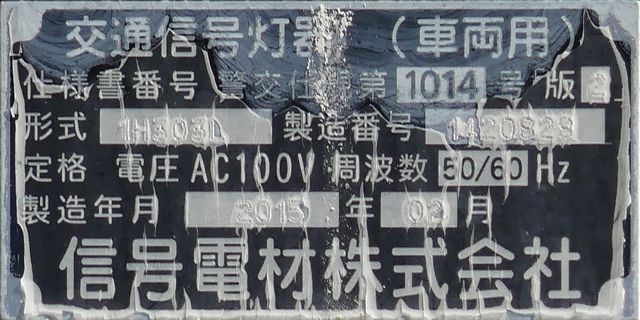 交通信号灯器 (車両用)
仕様書番号 警交仕号第 1014 号 版 2
形式 1H303L 製造番号 1120828
定格 電圧 AC100V 周波数 50/60 Hz
製造年月 2015 年 02 月
信号電材株式会社